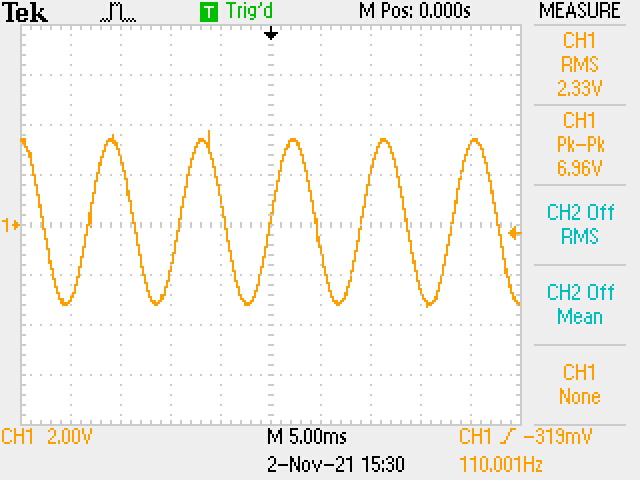 Tek T Trig'd M Pos: 0.000s MEASURE
CH1
RMS
2.33V
CH1
Pk-Pk
6.96V
1
CH2 Off
RMS
CH2 Off
Mean
CH1
None
CH1 2.00V M 5.00ms CH1 -319mV
2-Nov-21 15:30 110.001Hz